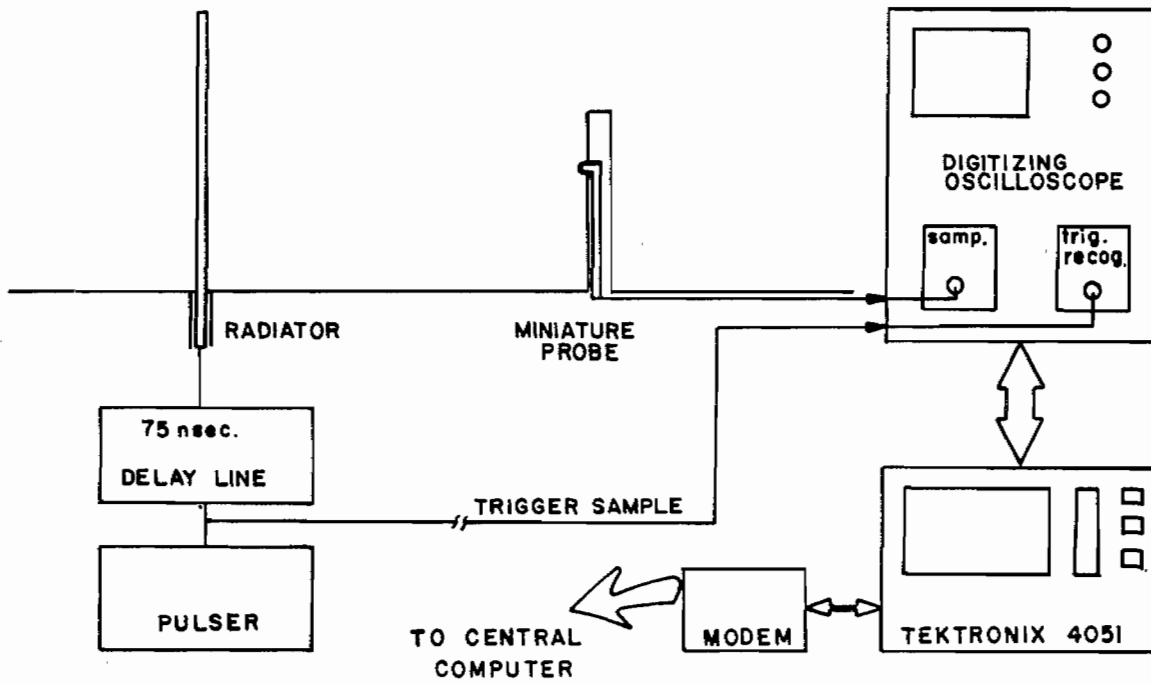 DIGITIZING
OSCILLOSCOPE
samp.
trig.
recog.
RADIATOR
MINIATURE
PROBE
75 nsec.
DELAY LINE
TRIGGER SAMPLE
PULSER
TO CENTRAL
COMPUTER
MODEM
TEKTRONIX 4051